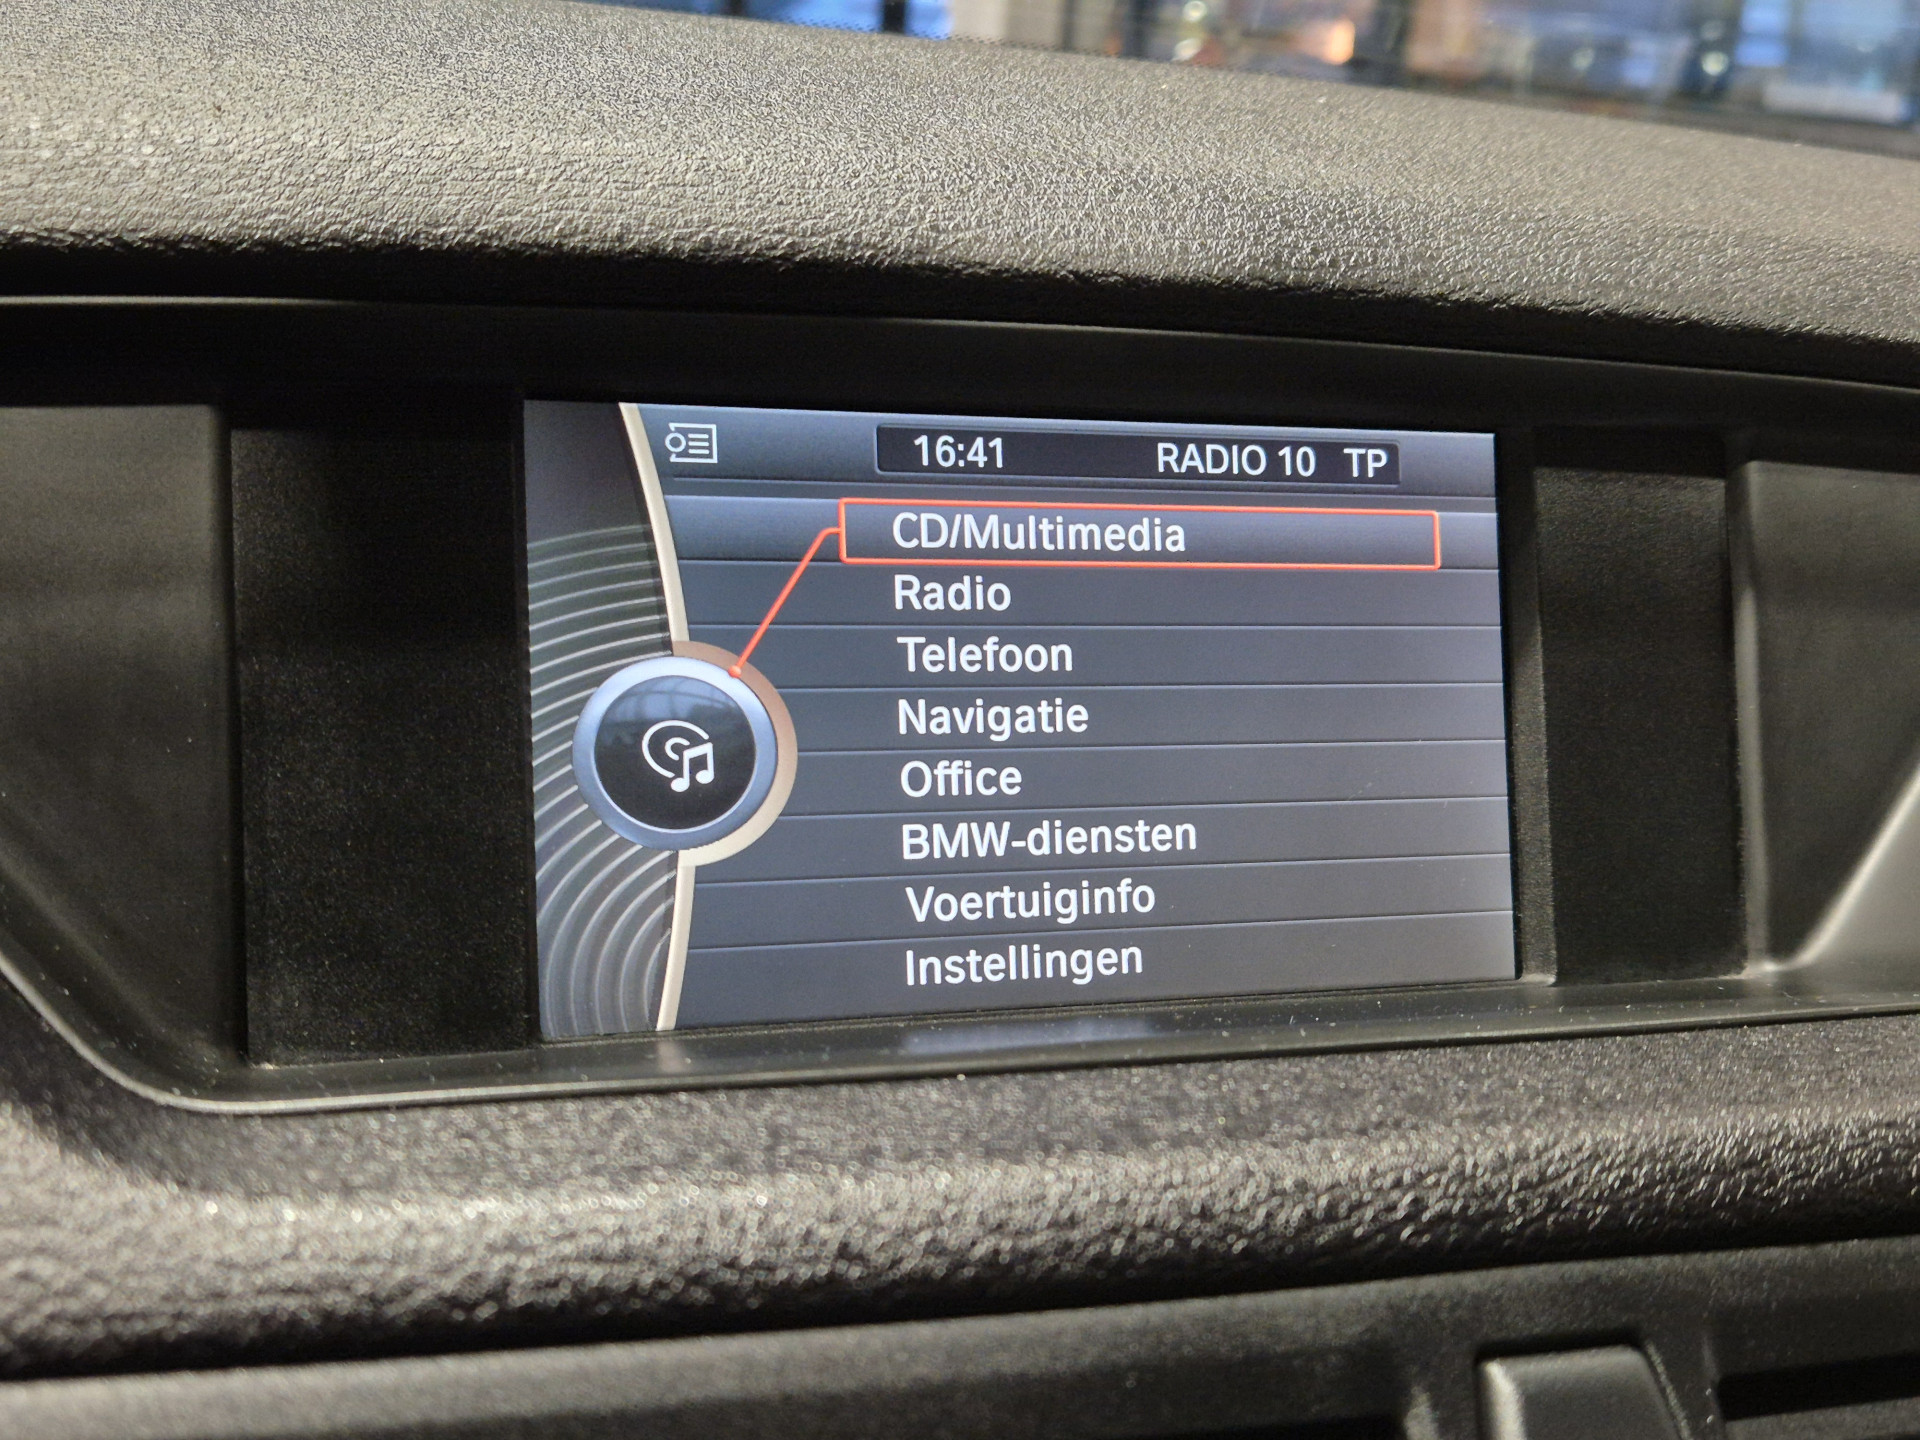 16:41 RADIO 10 TP
CD/Multimedia
Radio
Telefoon
Navigatie
Office
BMW-diensten
Voertuiginfo
Instellingen